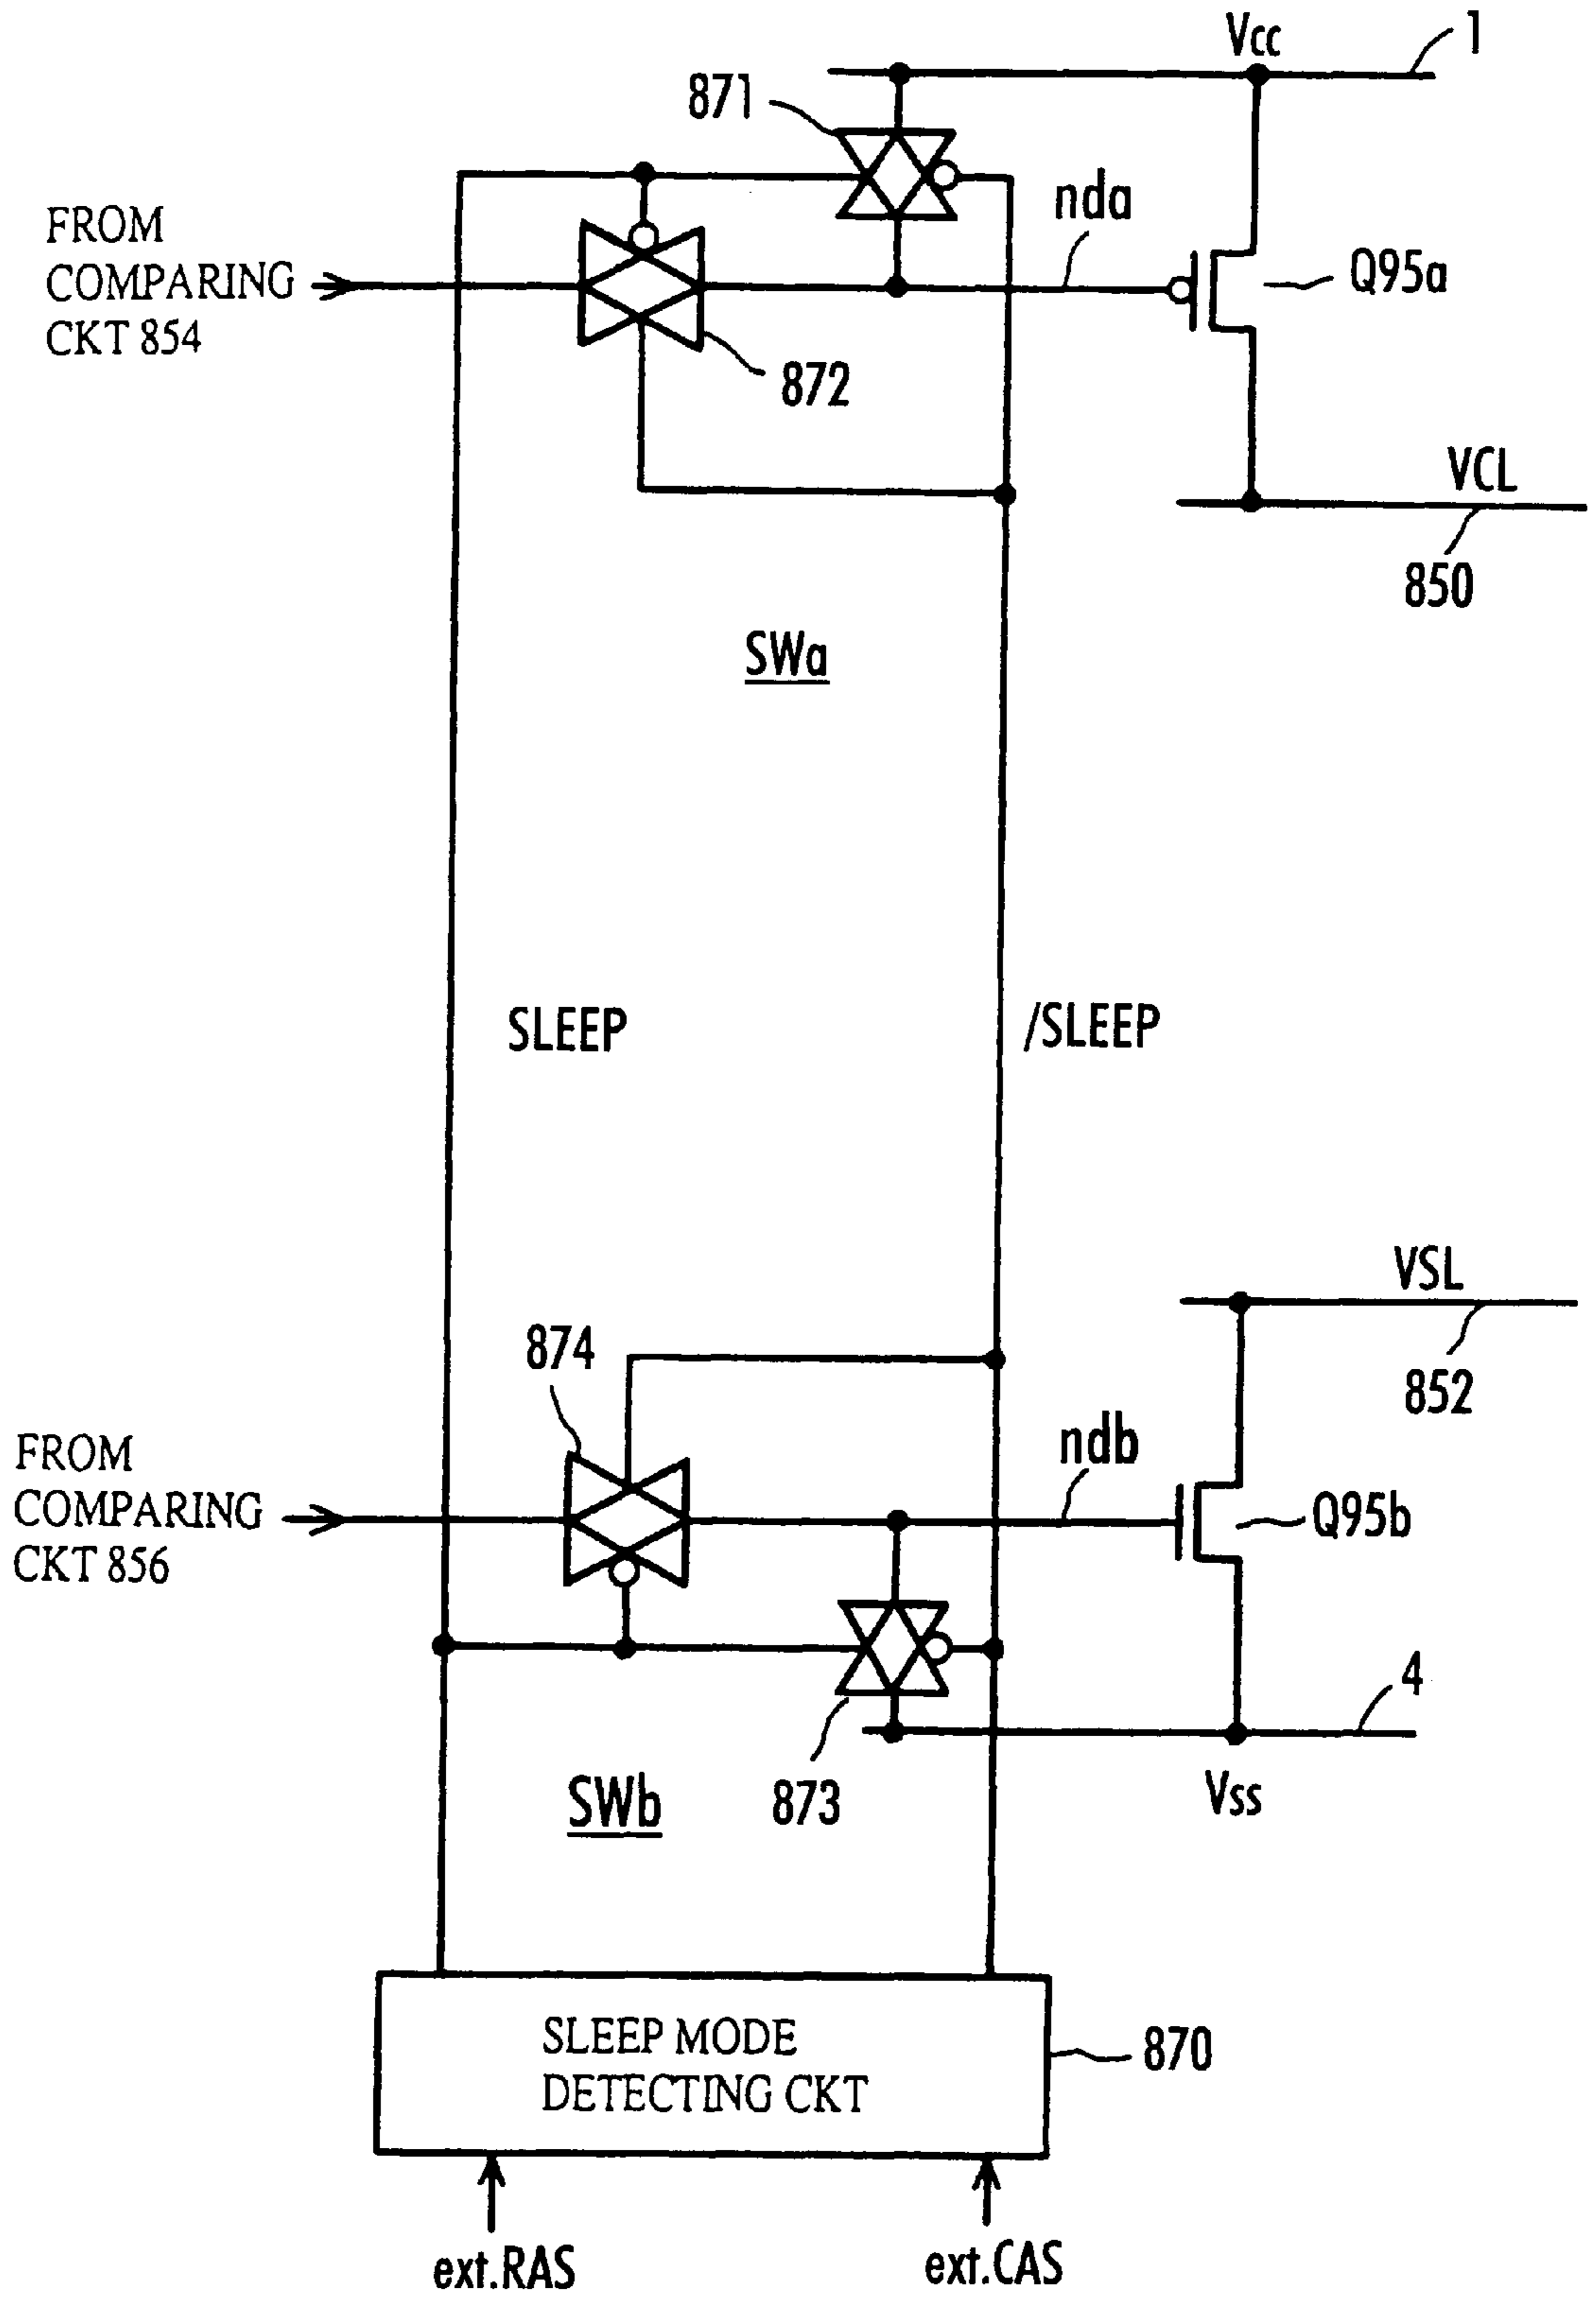 Vcc
1
871
nda
FROM
COMPARING
CKT 854
Q95a
872
VCL
850
SWa
SLEEP
/SLEEP
VSL
852
874
ndb
FROM
COMPARING
CKT 856
Q95b
4
873
SWb
Vss
SLEEP MODE
DETECTING CKT
870
ext.RAS
ext.CAS